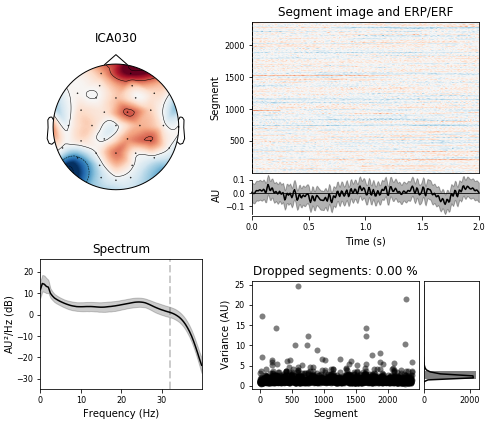 ICA030
Segment image and ERP/ERF
Segment
2000
1500
1000
500
AU
0.1
0.0
−0.1
0.0 0.5 1.0 1.5 2.0
Time (s)
Spectrum
AU²/Hz (dB)
20
10
0
−10
−20
−30
0 10 20 30
Frequency (Hz)
Dropped segments: 0.00 %
Variance (AU)
25
20
15
10
5
0
0 500 1000 1500 2000
Segment
0 2000